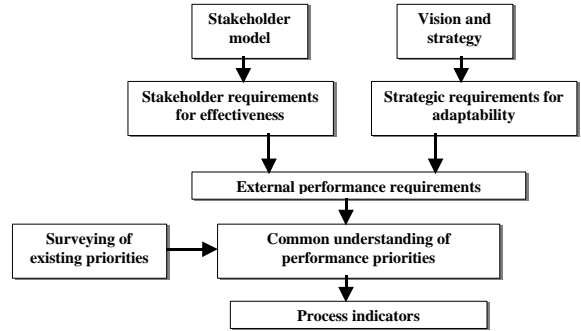 Stakeholder
model
Vision and
strategy
Stakeholder requirements
for effectiveness
Strategic requirements for
adaptability
External performance requirements
Surveying of
existing priorities
Common understanding of
performance priorities
Process indicators